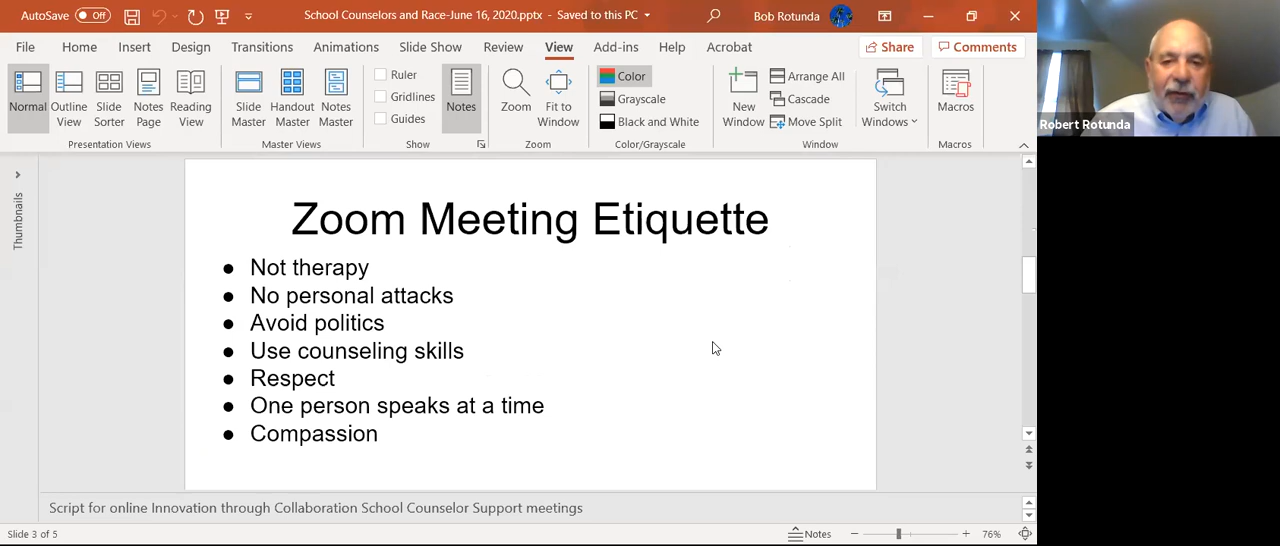 AutoSave Off
School Counselors and Race-June 16, 2020.pptx - Saved to this PC
Bob Rotunda
File Home Insert Design Transitions Animations Slide Show Review View Add-ins Help Acrobat Share Comments
Normal
Outline View
Slide Sorter
Notes Page
Reading View
Presentation Views
Slide Master
Handout Master
Notes Master
Master Views
Ruler
Gridlines
Guides
Show
Notes
Zoom
Fit to Window
Zoom
Color
Grayscale
Black and White
Color/Grayscale
New Window
Arrange All
Cascade
Move Split
Switch Windows
Window
Macros
Macros
Robert Rotunda
Thumbnails
Zoom Meeting Etiquette
● Not therapy
● No personal attacks
● Avoid politics
● Use counseling skills
● Respect
● One person speaks at a time
● Compassion
Script for online Innovation through Collaboration School Counselor Support meetings
Slide 3 of 5
Notes
76%